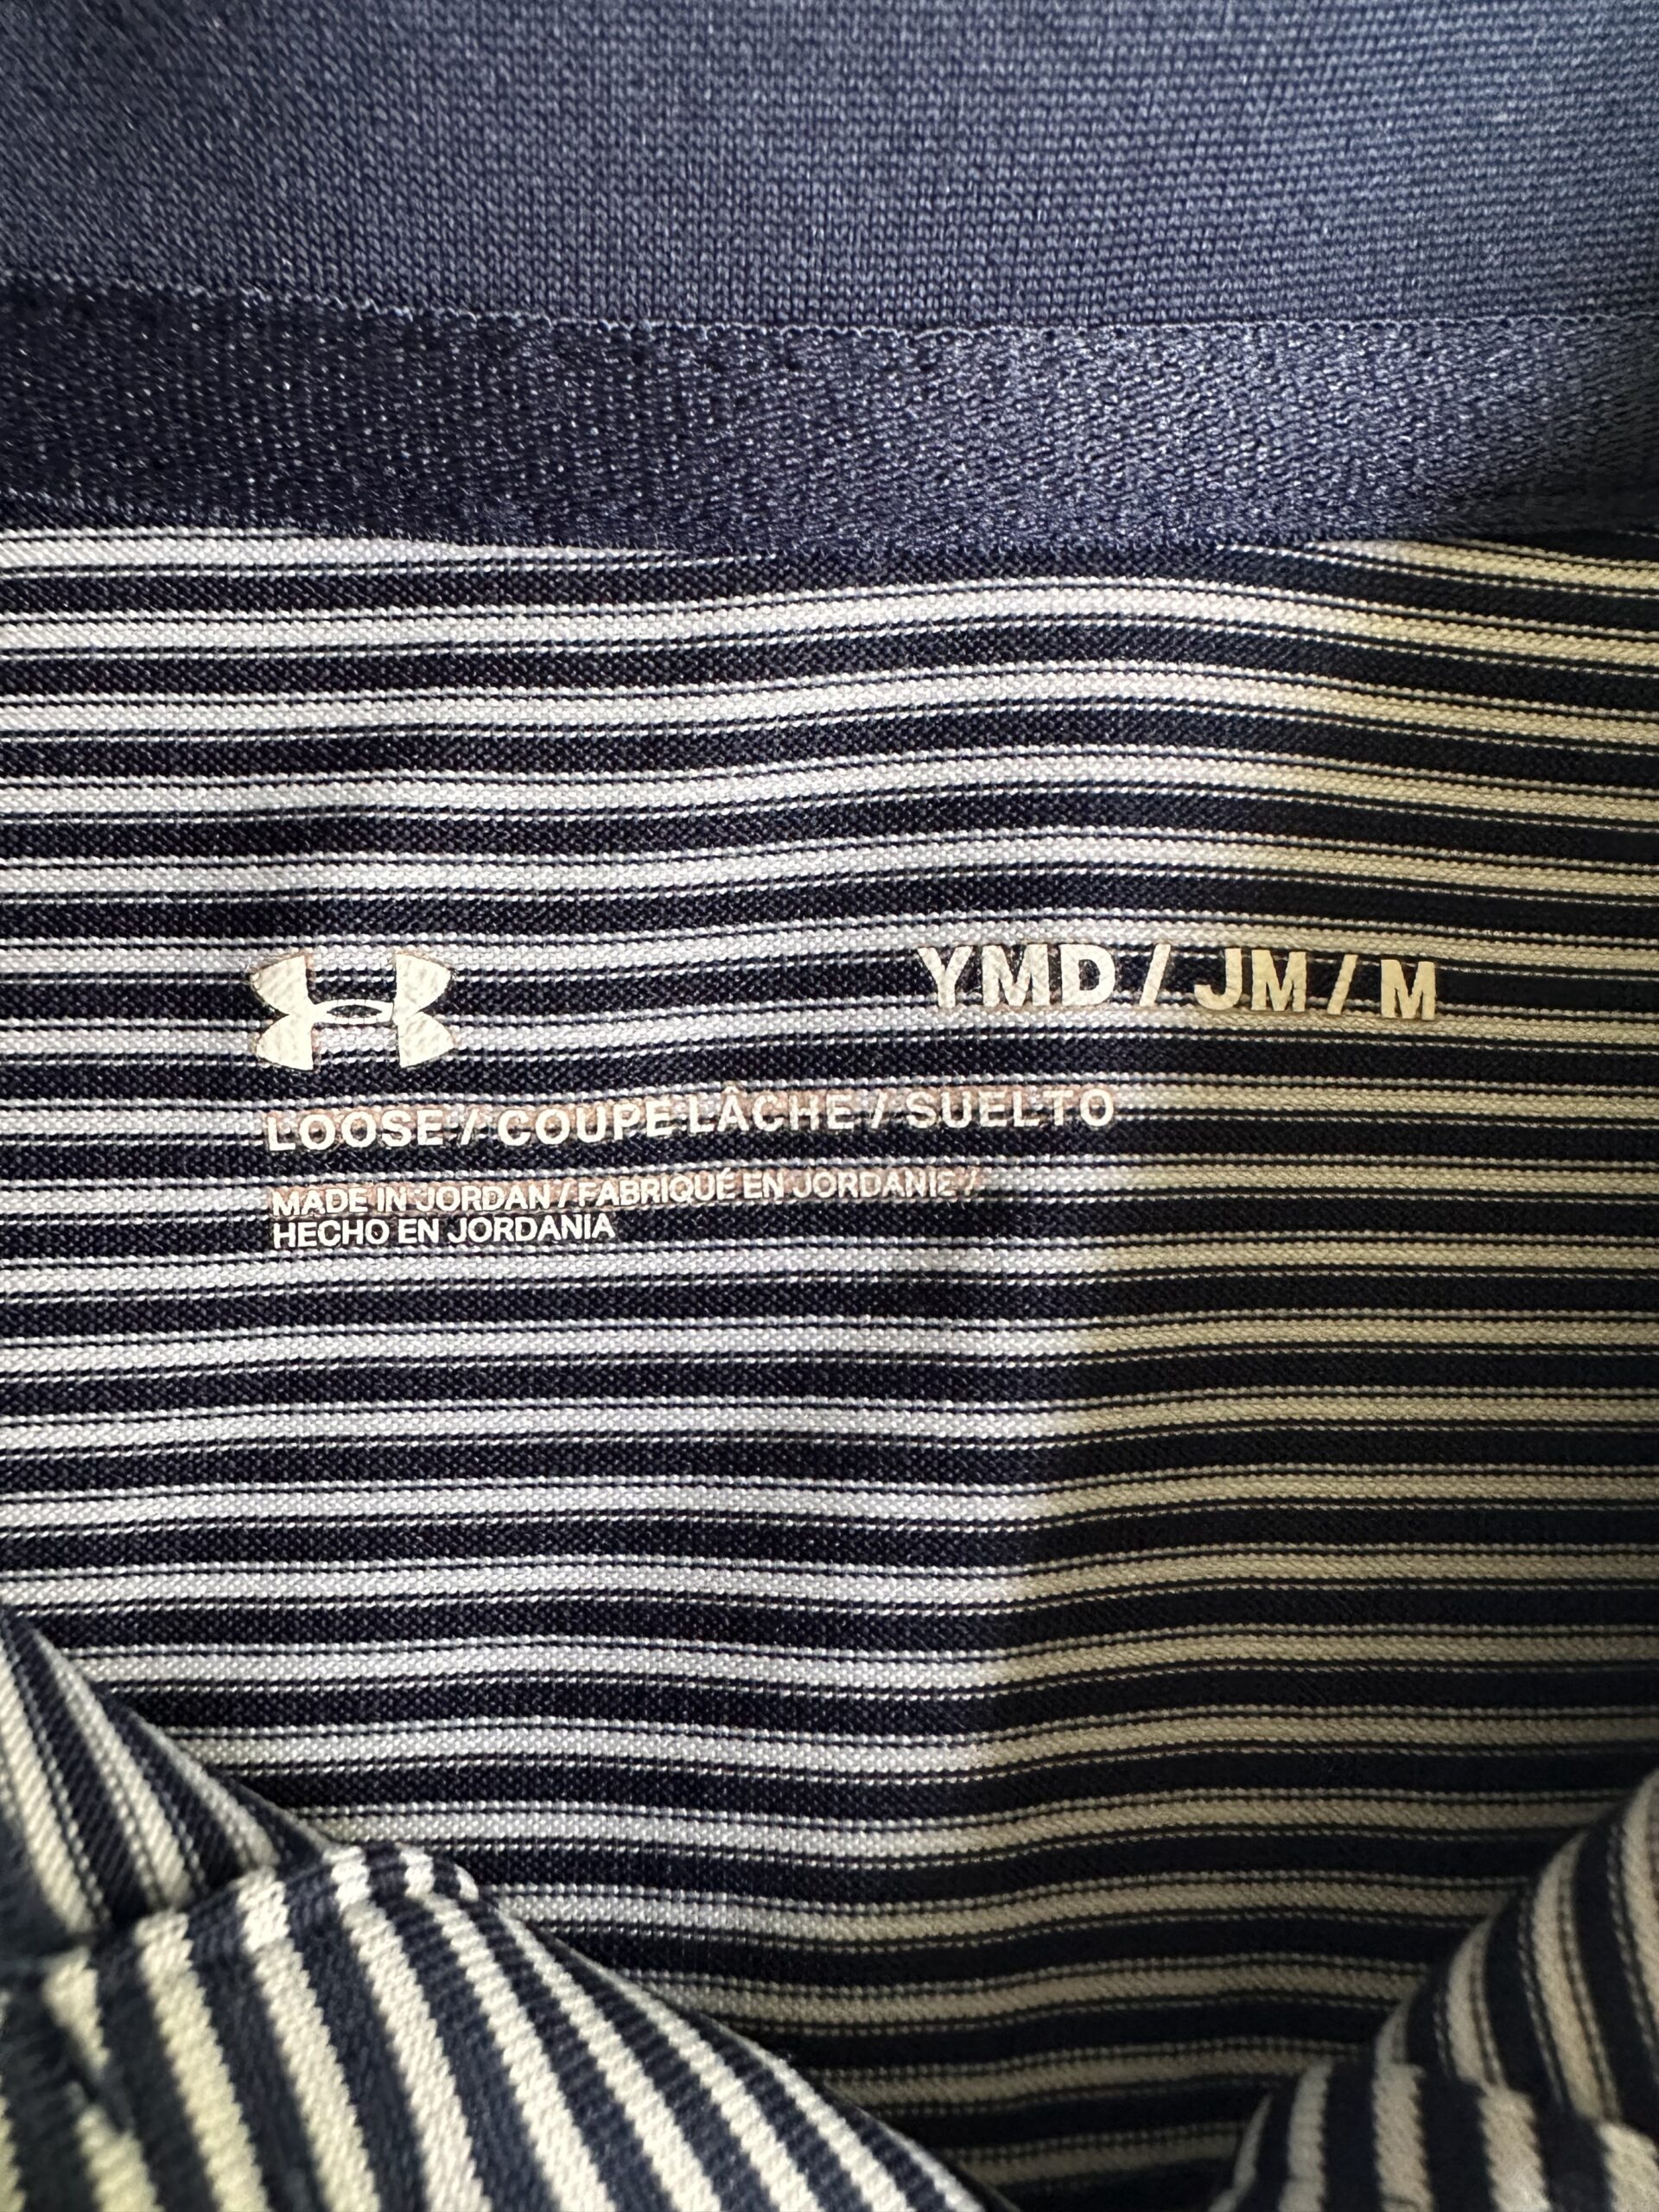 YMD / JM / M
LOOSE / COUPE LÂCHE / SUELTO
MADE IN JORDAN / FABRIQUÉ EN JORDANIE /
HECHO EN JORDANIA